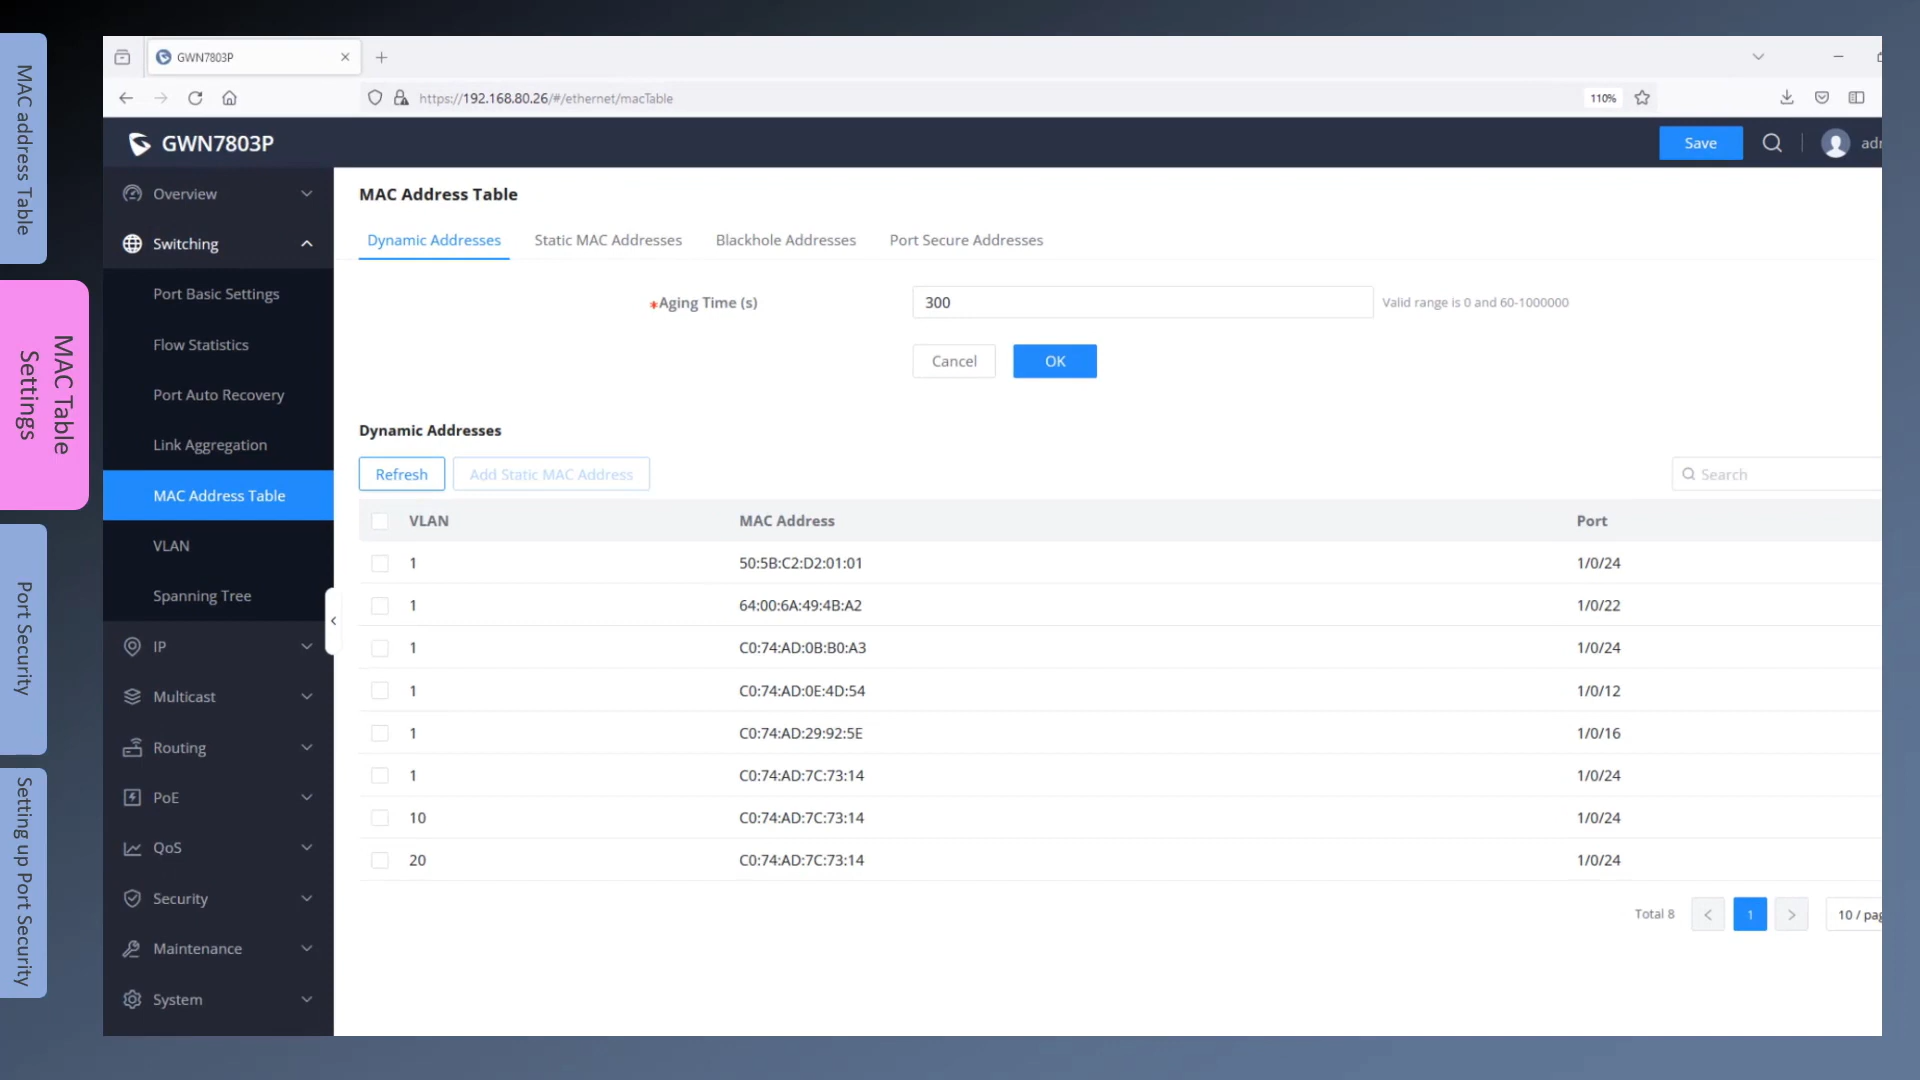 MAC address Table
MAC Table
Settings
Port Security
Setting up Port Security
GWN7803P
https://192.168.80.26/#/ethernet/macTable
110%
GWN7803P
Save
Overview
Switching
Port Basic Settings
Flow Statistics
Port Auto Recovery
Link Aggregation
MAC Address Table
VLAN
Spanning Tree
IP
Multicast
Routing
PoE
QoS
Security
Maintenance
System
MAC Address Table
Dynamic Addresses Static MAC Addresses Blackhole Addresses Port Secure Addresses
*Aging Time (s) 300 Valid range is 0 and 60-1000000
Cancel OK
Dynamic Addresses
Refresh Add Static MAC Address Search
VLAN MAC Address Port
1 50:5B:C2:D2:01:01 1/0/24
1 64:00:6A:49:4B:A2 1/0/22
1 C0:74:AD:0B:B0:A3 1/0/24
1 C0:74:AD:0E:4D:54 1/0/12
1 C0:74:AD:29:92:5E 1/0/16
1 C0:74:AD:7C:73:14 1/0/24
10 C0:74:AD:7C:73:14 1/0/24
20 C0:74:AD:7C:73:14 1/0/24
Total 8 < 1 > 10 /